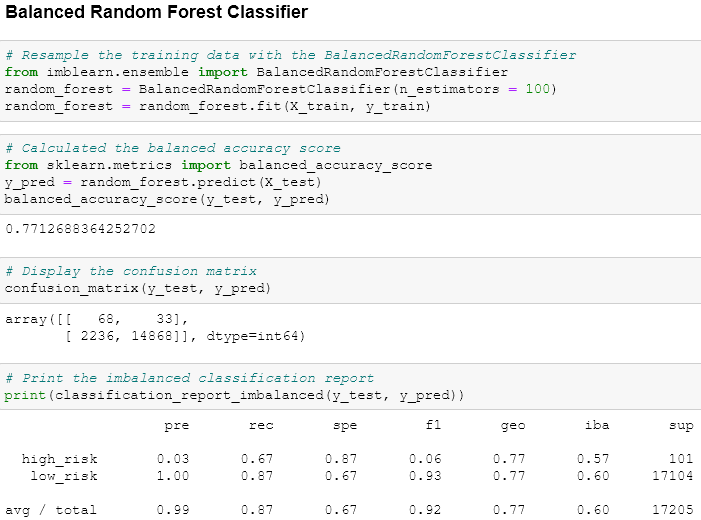 Balanced Random Forest Classifier
# Resample the training data with the BalancedRandomForestClassifier
from imblearn.ensemble import BalancedRandomForestClassifier
random_forest = BalancedRandomForestClassifier(n_estimators = 100)
random_forest = random_forest.fit(X_train, y_train)
# Calculated the balanced accuracy score
from sklearn.metrics import balanced_accuracy_score
y_pred = random_forest.predict(X_test)
balanced_accuracy_score(y_test, y_pred)
0.7712688364252702
# Display the confusion matrix
confusion_matrix(y_test, y_pred)
array([[   68,    33],
       [ 2236, 14868]], dtype=int64)
# Print the imbalanced classification report
print(classification_report_imbalanced(y_test, y_pred))
pre rec spe f1 geo iba sup
high_risk 0.03 0.67 0.87 0.06 0.77 0.57 101
low_risk 1.00 0.87 0.67 0.93 0.77 0.60 17104
avg / total 0.99 0.87 0.67 0.92 0.77 0.60 17205